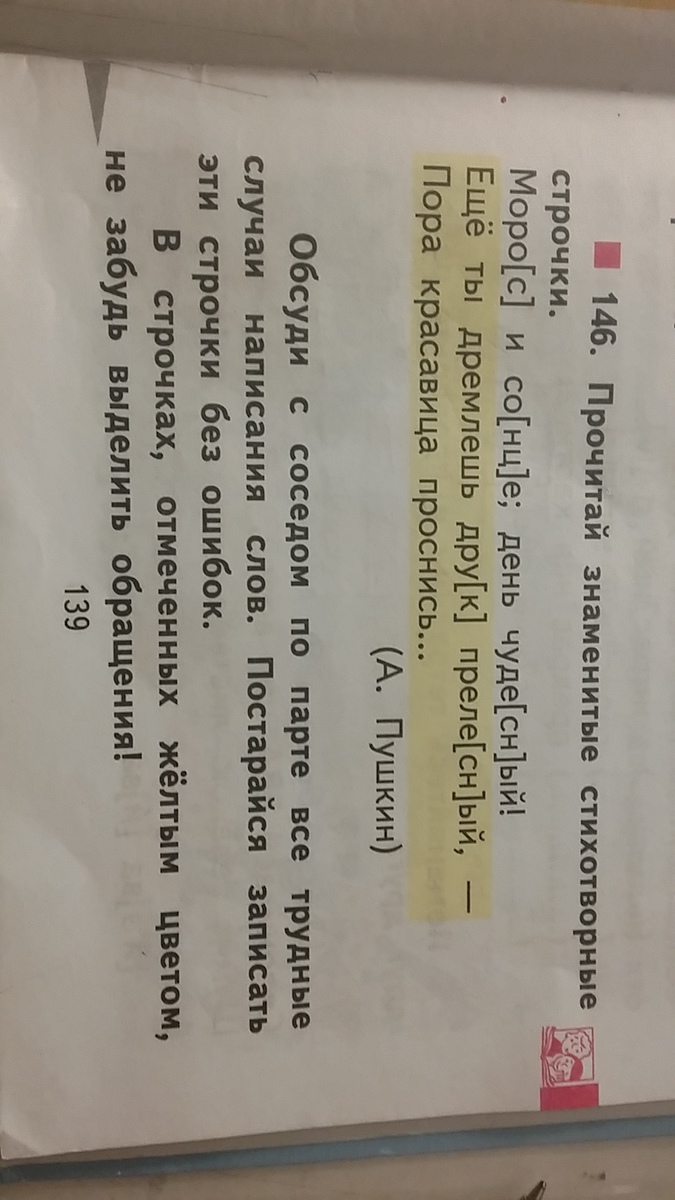 146. Прочитай знаменитые стихотворные
строчки.
Моро[с] и со[нц]е; день чуде[сн]ый!
Ещё ты дремлешь дру[к] преле[сн]ый, —
Пора красавица проснись...
(А. Пушкин)
Обсуди с соседом по парте все трудные
случаи написания слов. Постарайся записать
эти строчки без ошибок.
В строчках, отмеченных жёлтым цветом,
не забудь выделить обращения!
139